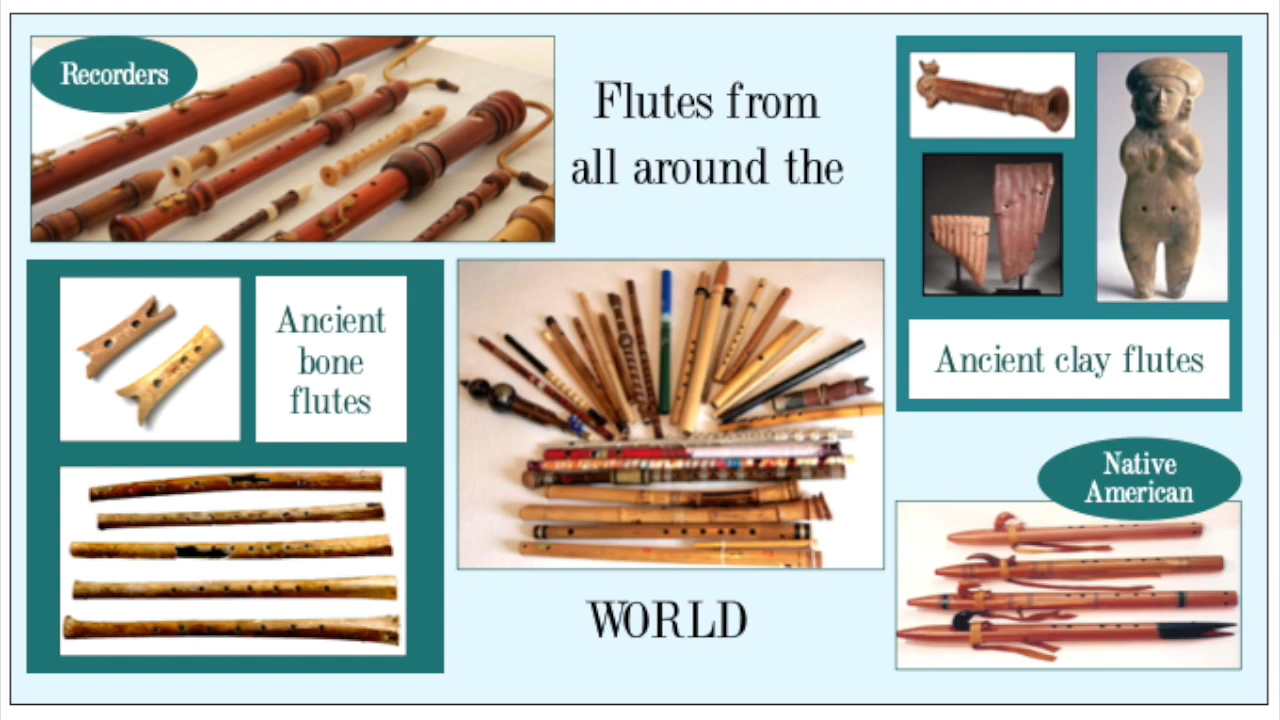 Recorders
Flutes from
all around the
WORLD
Ancient
bone
flutes
Ancient clay flutes
Native
American